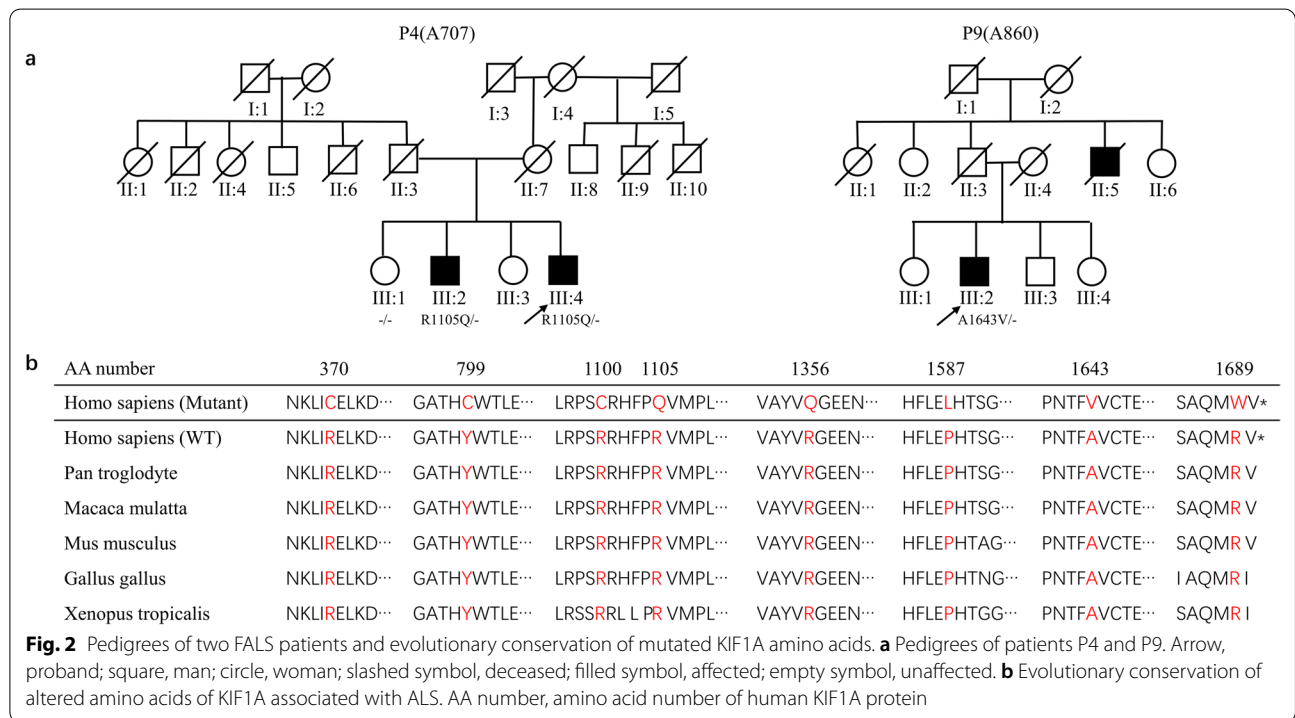 P4(A707) P9(A860)
a
I:1 I:2 I:3 I:4 I:5 I:1 I:2
II:1 II:2 II:4 II:5 II:6 II:3 II:7 II:8 II:9 II:10 II:1 II:2 II:3 II:4 II:5 II:6
III:1 III:2 III:3 III:4 III:1 III:2 III:3 III:4
-/- R1105Q/- R1105Q/- A1643V/-
b AA number 370 799 1100 1105 1356 1587 1643 1689
Homo sapiens (Mutant) NKLICELKD··· GATHCWTLE··· LRPSCRHFPQVMPL··· VAYVQGEEN··· HFLELHTSG··· PNTFVVCTE··· SAQMWV*
Homo sapiens (WT) NKLIRELKD··· GATHYWTLE··· LRPSRRHFPR VMPL··· VAYVRGEEN··· HFLEPHTSG··· PNTFAVCTE··· SAQMR V*
Pan troglodyte NKLIRELKD··· GATHYWTLE··· LRPSRRHFPR VMPL··· VAYVRGEEN··· HFLEPHTSG··· PNTFAVCTE··· SAQMR V
Macaca mulatta NKLIRELKD··· GATHYWTLE··· LRPSRRHFPR VMPL··· VAYVRGEEN··· HFLEPHTSG··· PNTFAVCTE··· SAQMR V
Mus musculus NKLIRELKD··· GATHYWTLE··· LRPSRRHFPR VMPL··· VAYVRGEEN··· HFLEPHTAG··· PNTFAVCTE··· SAQMR V
Gallus gallus NKLIRELKD··· GATHYWTLE··· LRPSRRHFPR VMPL··· VAYVRGEEN··· HFLEPHTNG··· PNTFAVCTE··· I AQMR I
Xenopus tropicalis NKLIRELKD··· GATHYWTLE··· LRSSRRL L PR VMPL··· VAYVRGEEN··· HFLEPHTGG··· PNTFAVCTE··· SAQMR I
Fig. 2 Pedigrees of two FALS patients and evolutionary conservation of mutated KIF1A amino acids. a Pedigrees of patients P4 and P9. Arrow,
proband; square, man; circle, woman; slashed symbol, deceased; filled symbol, affected; empty symbol, unaffected. b Evolutionary conservation of
altered amino acids of KIF1A associated with ALS. AA number, amino acid number of human KIF1A protein